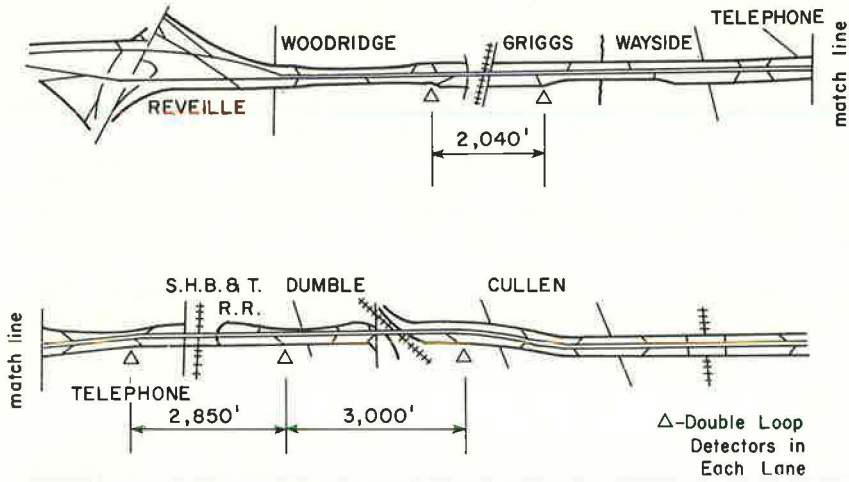 TELEPHONE
WOODRIDGE
GRIGGS
WAYSIDE
REVEILLE
match line
2,040'
S.H.B. & T.
R.R.
DUMBLE
CULLEN
match line
TELEPHONE
2,850'
3,000'
△-Double Loop
Detectors in
Each Lane